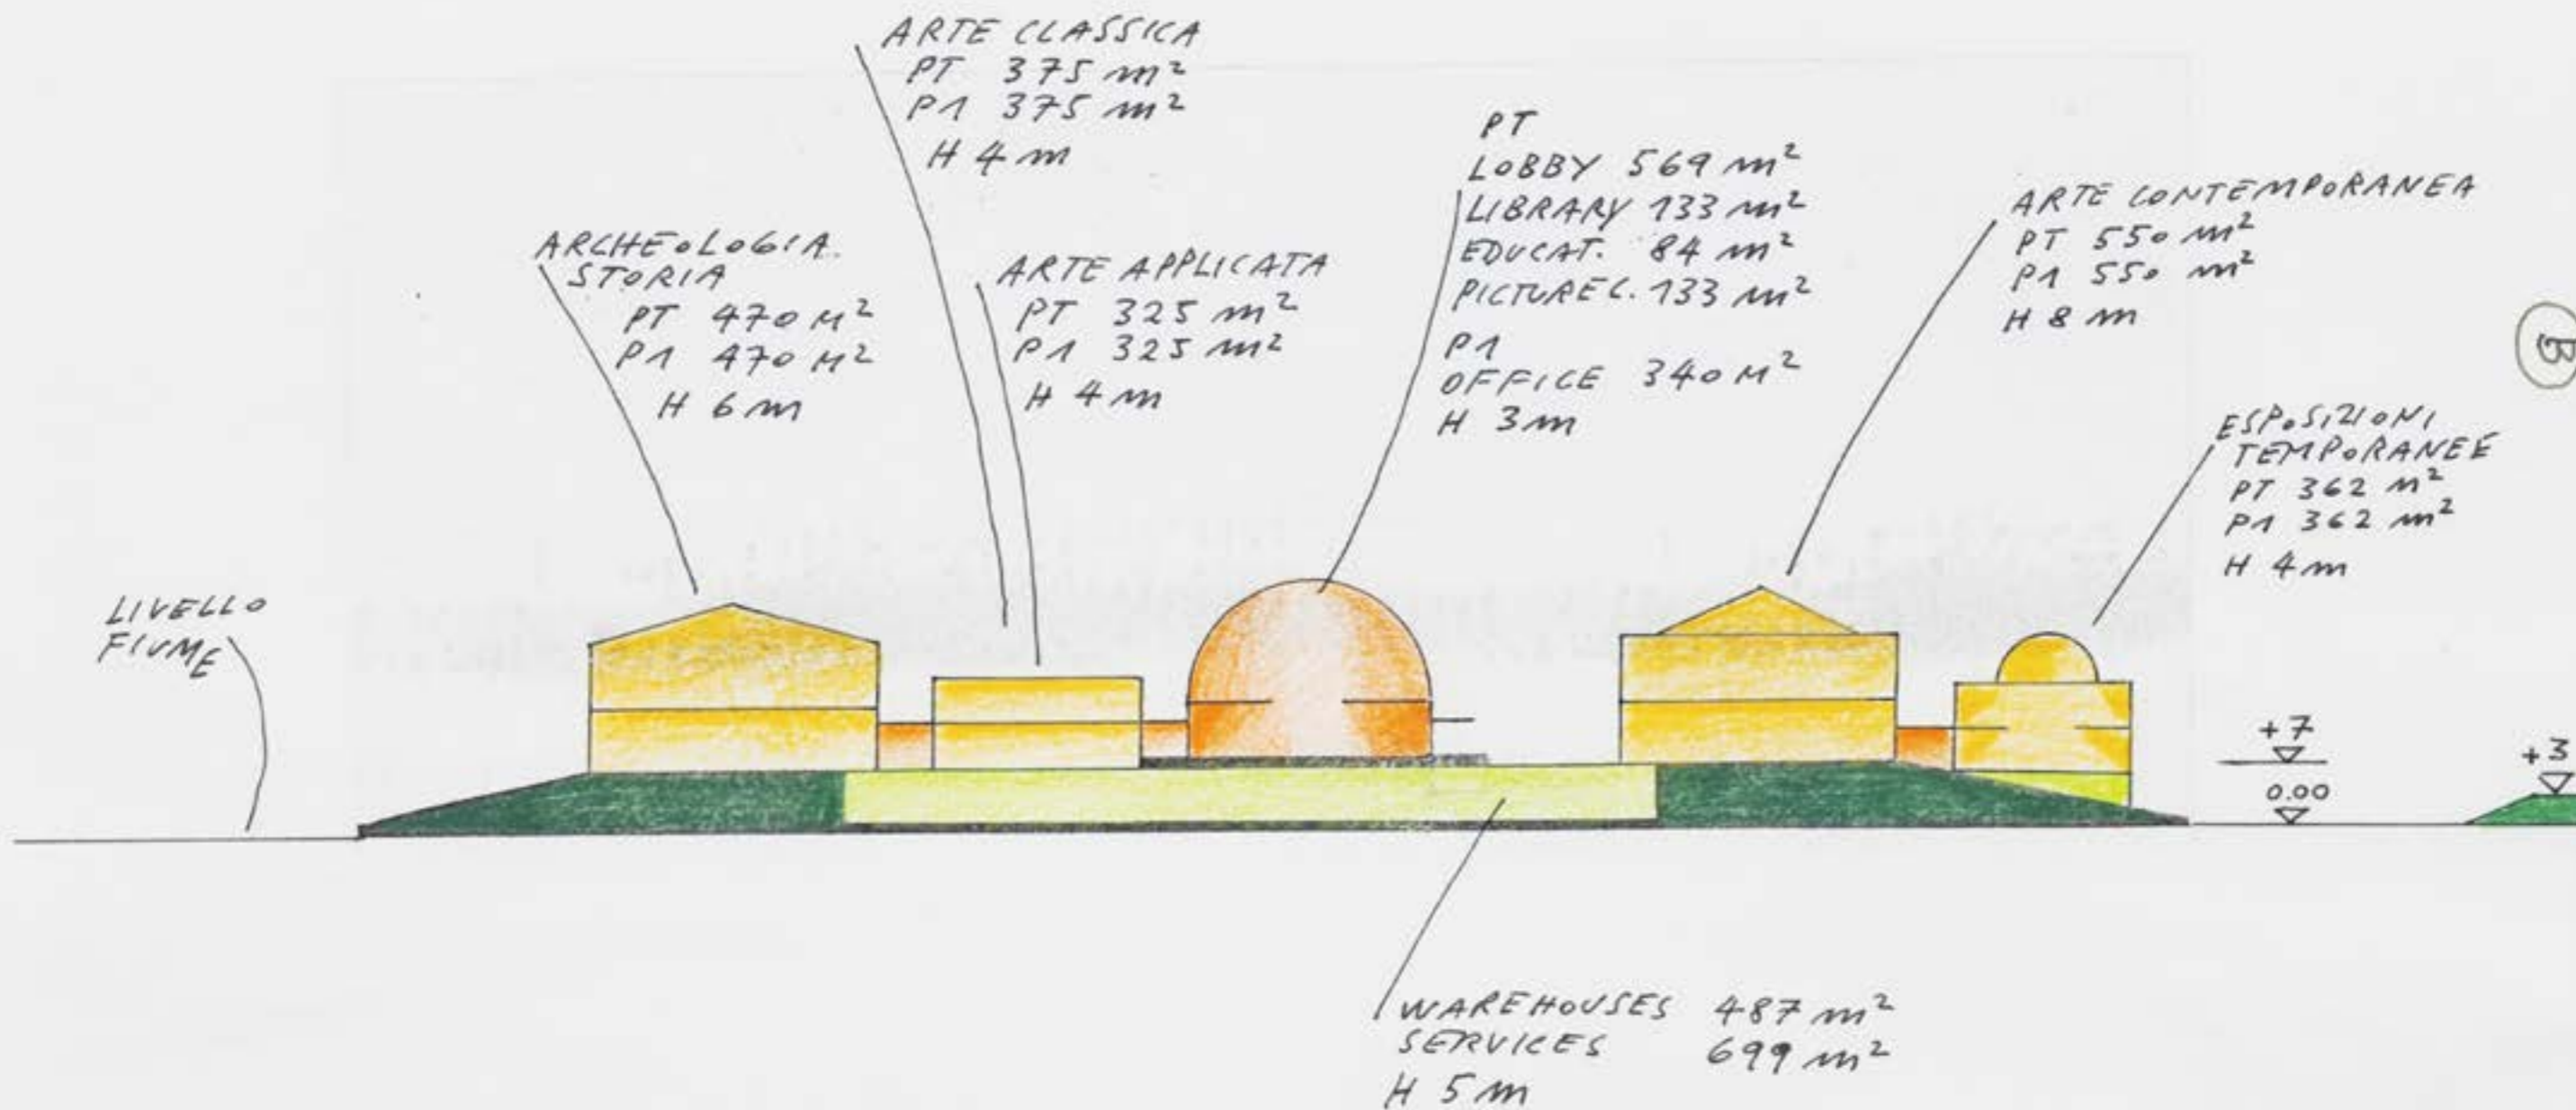 ARTE CLASSICA
PT 375 m²
P1 375 m²
H 4 m
ARCHEOLOGIA.
STORIA
PT 470 M²
P1 470 M²
H 6 m
ARTE APPLICATA
PT 325 m²
P1 325 m²
H 4 m
PT
LOBBY 569 m²
LIBRARY 133 m²
EDUCAT. 84 m²
PICTUREC. 133 m²
P1
OFFICE 340 M²
H 3 m
ARTE CONTEMPORANEA
PT 550 m²
P1 550 m²
H 8 m
B
ESPOSIZIONI
TEMPORANEE
PT 362 m²
P1 362 m²
H 4 m
LIVELLO
FIUME
+7
0.00
+3
WAREHOUSES 487 m²
SERVICES 699 m²
H 5 m